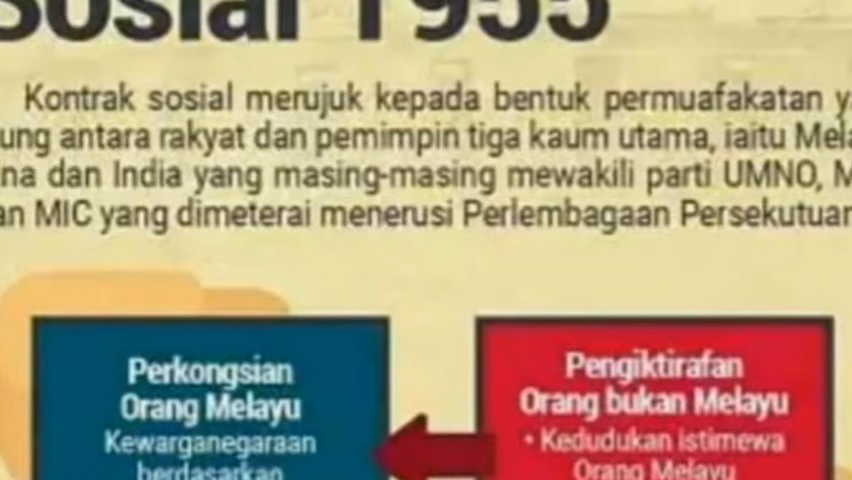 Sosial 1955
Kontrak sosial merujuk kepada bentuk permuafakatan
antara rakyat dan pemimpin tiga kaum utama, iaitu
dan India yang masing-masing mewakili parti UMNO,
MIC yang dimeterai menerusi Perlembagaan Persekutuan
Perkongsian
Orang Melayu
Kewarganegaraan
berdasarkan
Pengiktirafan
Orang bukan Melayu
• Kedudukan istimewa
Orang Melayu